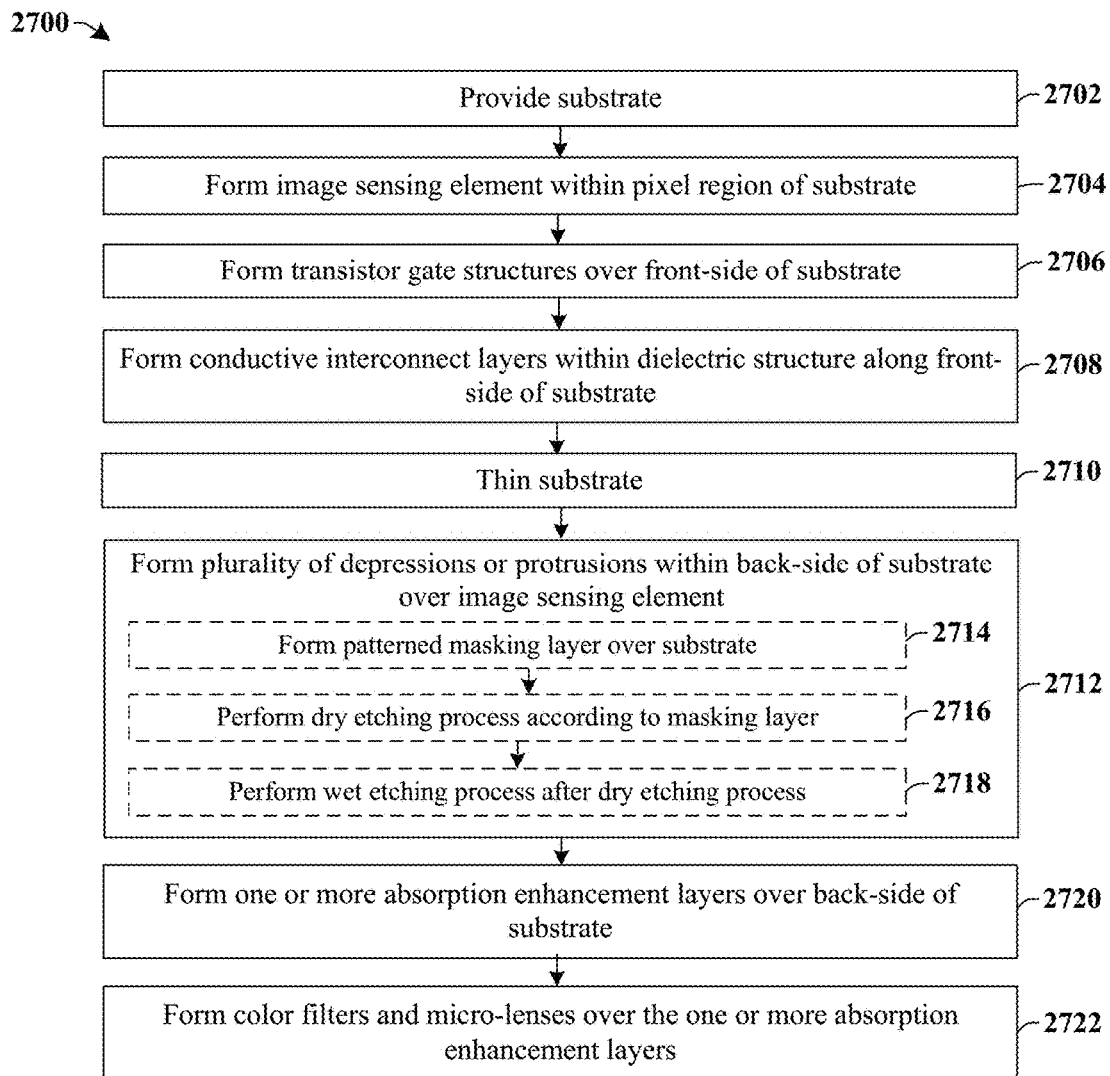 2700
Provide substrate
2702
Form image sensing element within pixel region of substrate
2704
Form transistor gate structures over front-side of substrate
2706
Form conductive interconnect layers within dielectric structure along front-
side of substrate
2708
Thin substrate
2710
Form plurality of depressions or protrusions within back-side of substrate
over image sensing element
2712
Form patterned masking layer over substrate
2714
Perform dry etching process according to masking layer
2716
Perform wet etching process after dry etching process
2718
Form one or more absorption enhancement layers over back-side of
substrate
2720
Form color filters and micro-lenses over the one or more absorption
enhancement layers
2722